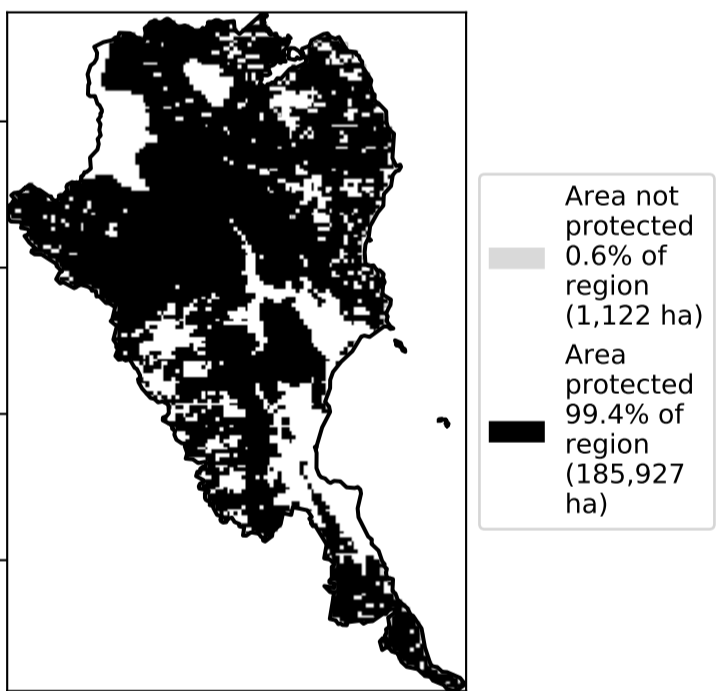 Area not
protected
0.6% of
region
(1,122 ha)
Area
protected
99.4% of
region
(185,927
ha)